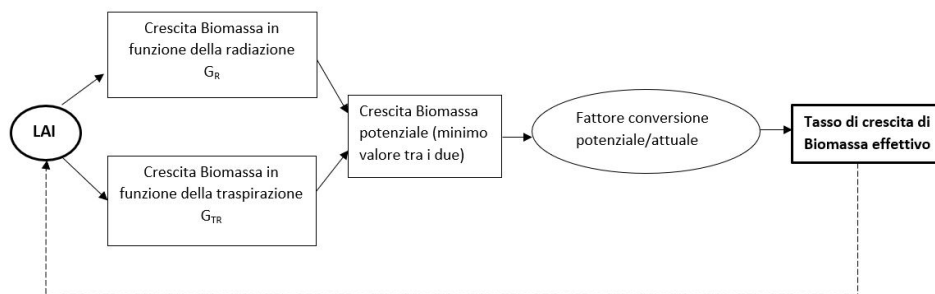 Crescita Biomassa in
funzione della radiazione
GR
LAI
Crescita Biomassa in
funzione della traspirazione
GTR
Crescita Biomassa
potenziale (minimo
valore tra i due)
Fattore conversione
potenziale/attuale
Tasso di crescita di
Biomassa effettivo